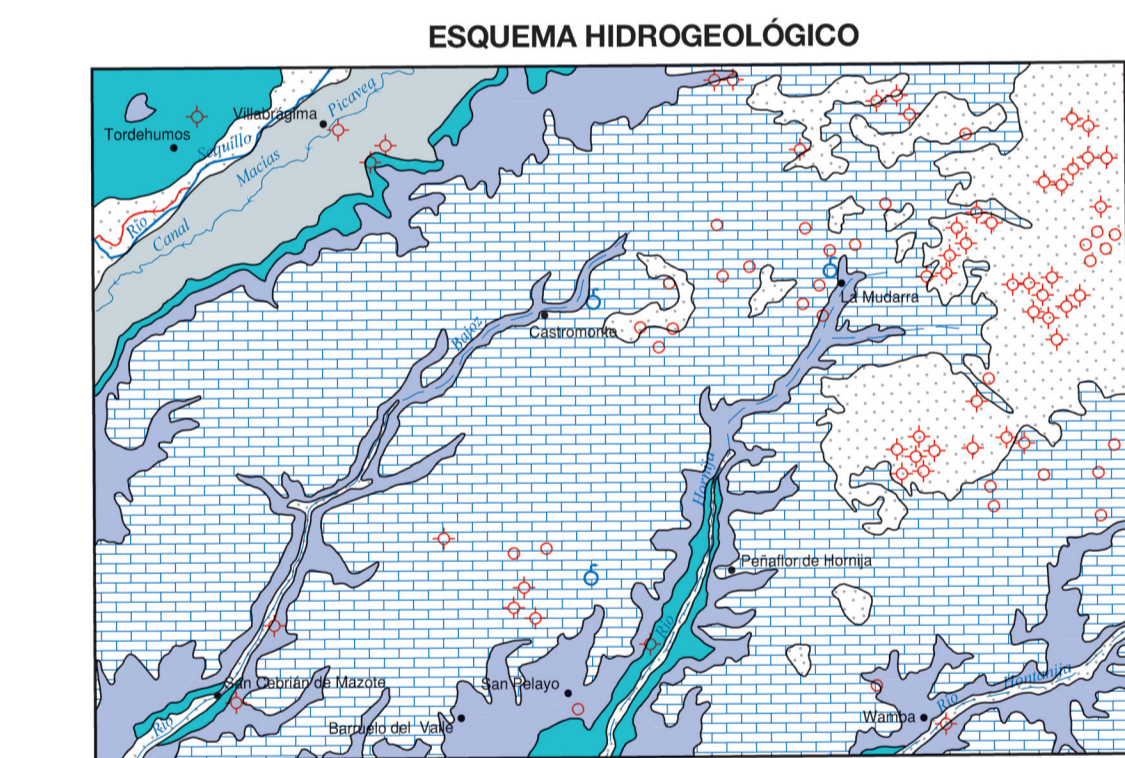 ESQUEMA HIDROGEOLÓGICO
Picavea
Villabrágima
Tordehumos
Sequillo
Macias
Río
Canal
La Mudarra
Castromonte
Bajoz
Hornija
Peñaflor de Hornija
Río
San Cebrián de Mazote
San Pelayo
Hontanija
Río
Wamba
Río
Barruelo del Valle